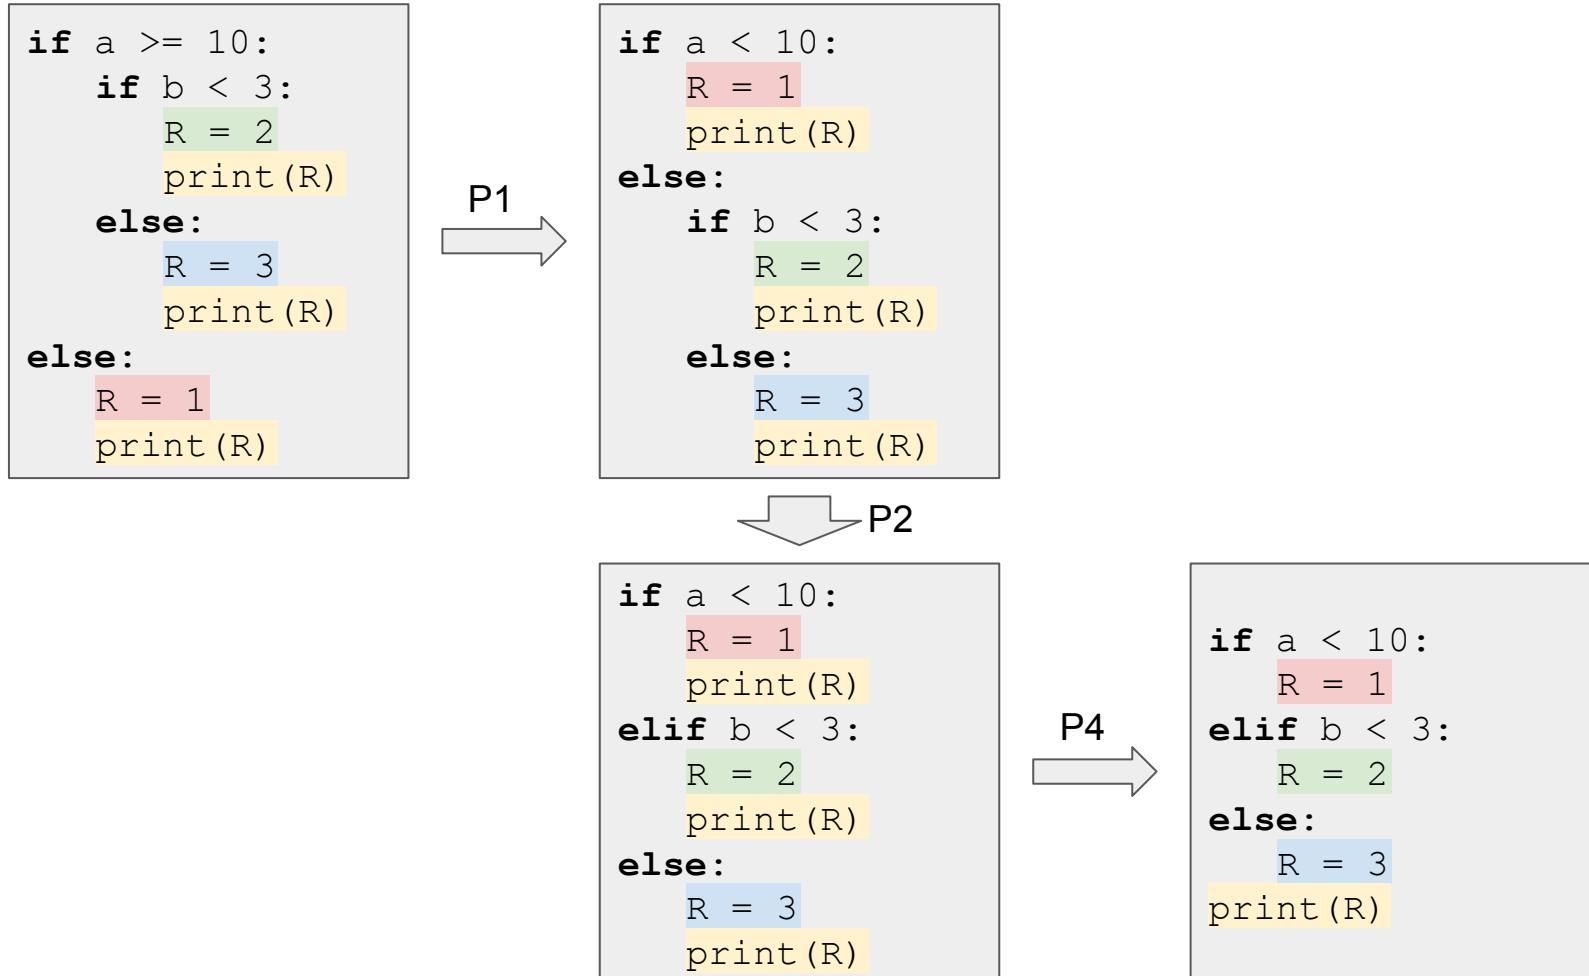 if a >= 10:
    if b < 3:
        R = 2
        print(R)
    else:
        R = 3
        print(R)
else:
    R = 1
    print(R)
P1
if a < 10:
    R = 1
    print(R)
else:
    if b < 3:
        R = 2
        print(R)
    else:
        R = 3
        print(R)
P2
if a < 10:
    R = 1
    print(R)
elif b < 3:
    R = 2
    print(R)
else:
    R = 3
    print(R)
P4
if a < 10:
    R = 1
elif b < 3:
    R = 2
else:
    R = 3
print(R)